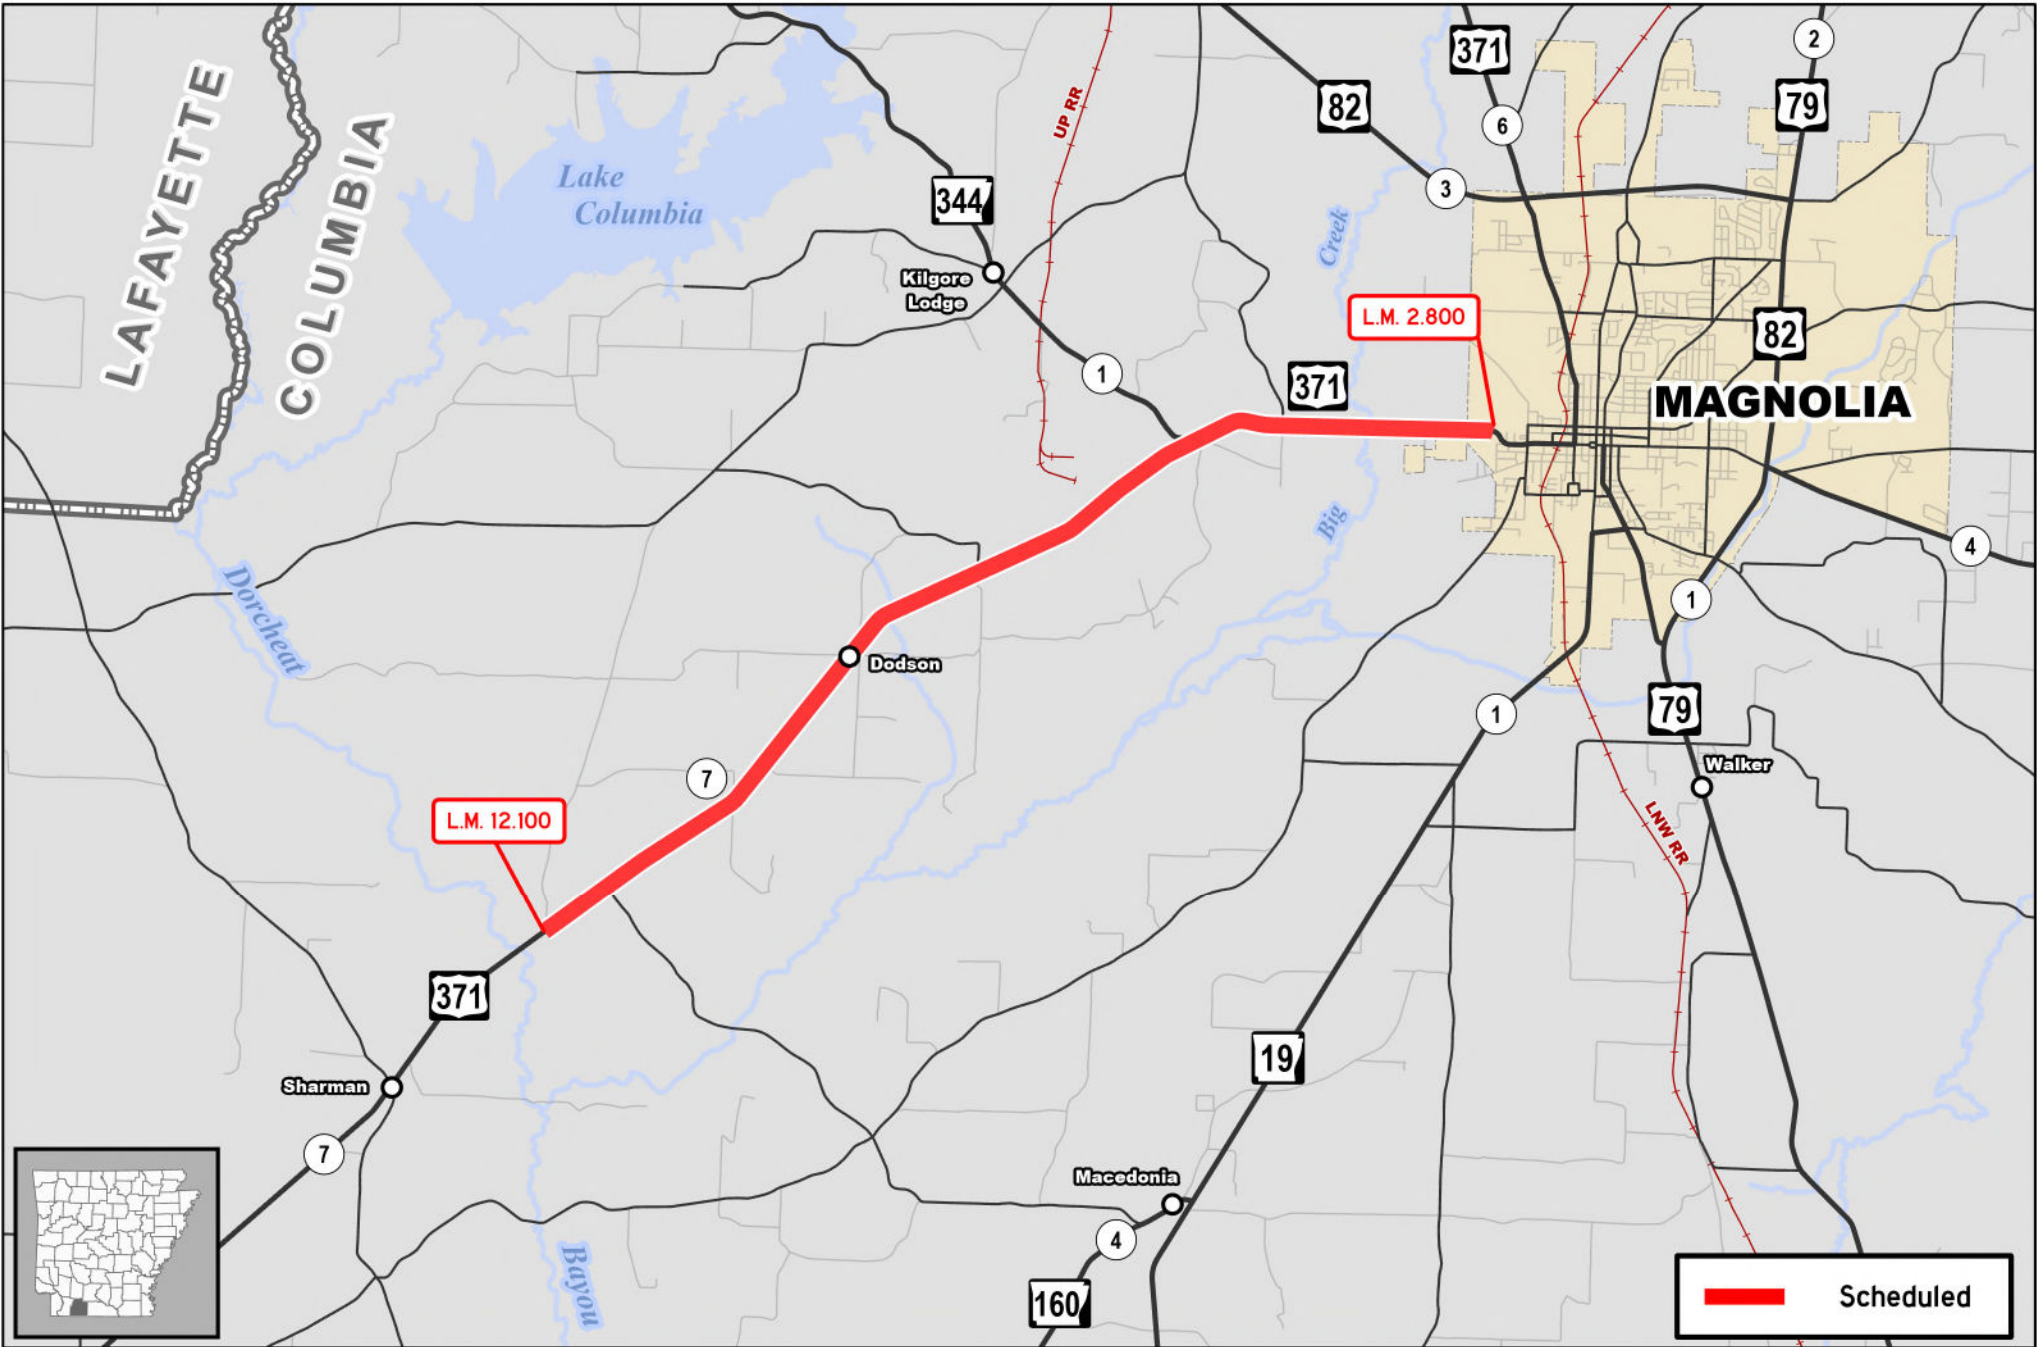 371
2
82
79
6
UP RR
LAFAYETTE
COLUMBIA
Lake
Columbia
344
3
Creek
Kilgore
Lodge
L.M. 2.800
82
1
371
MAGNOLIA
Big
4
Dorcheat
1
Dodson
1
79
7
Walker
L.M. 12.100
LNW RR
371
19
Sharman
7
Macedonia
4
Bayou
160
Scheduled